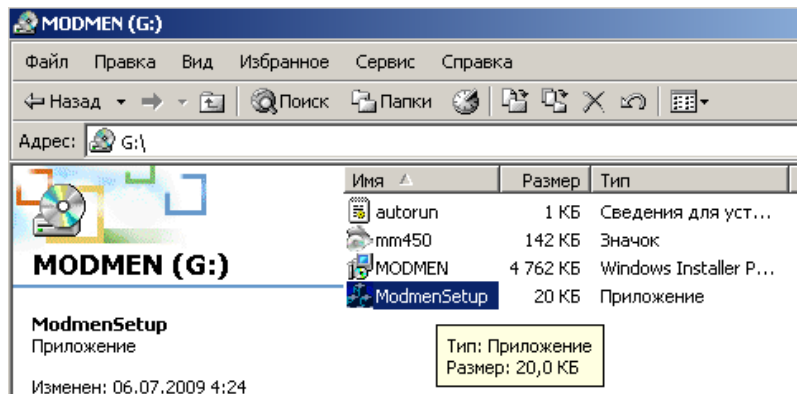 MODMEN (G:)
Файл Правка Вид Избранное Сервис Справка
Назад Поиск Папки
Адрес: G:\
Имя Размер Тип
autorun 1 КБ Сведения для уст...
mm450 142 КБ Значок
MODMEN 4 762 КБ Windows Installer P...
ModmenSetup 20 КБ Приложение
MODMEN (G:)
ModmenSetup
Приложение
Изменен: 06.07.2009 4:24
Тип: Приложение
Размер: 20,0 КБ